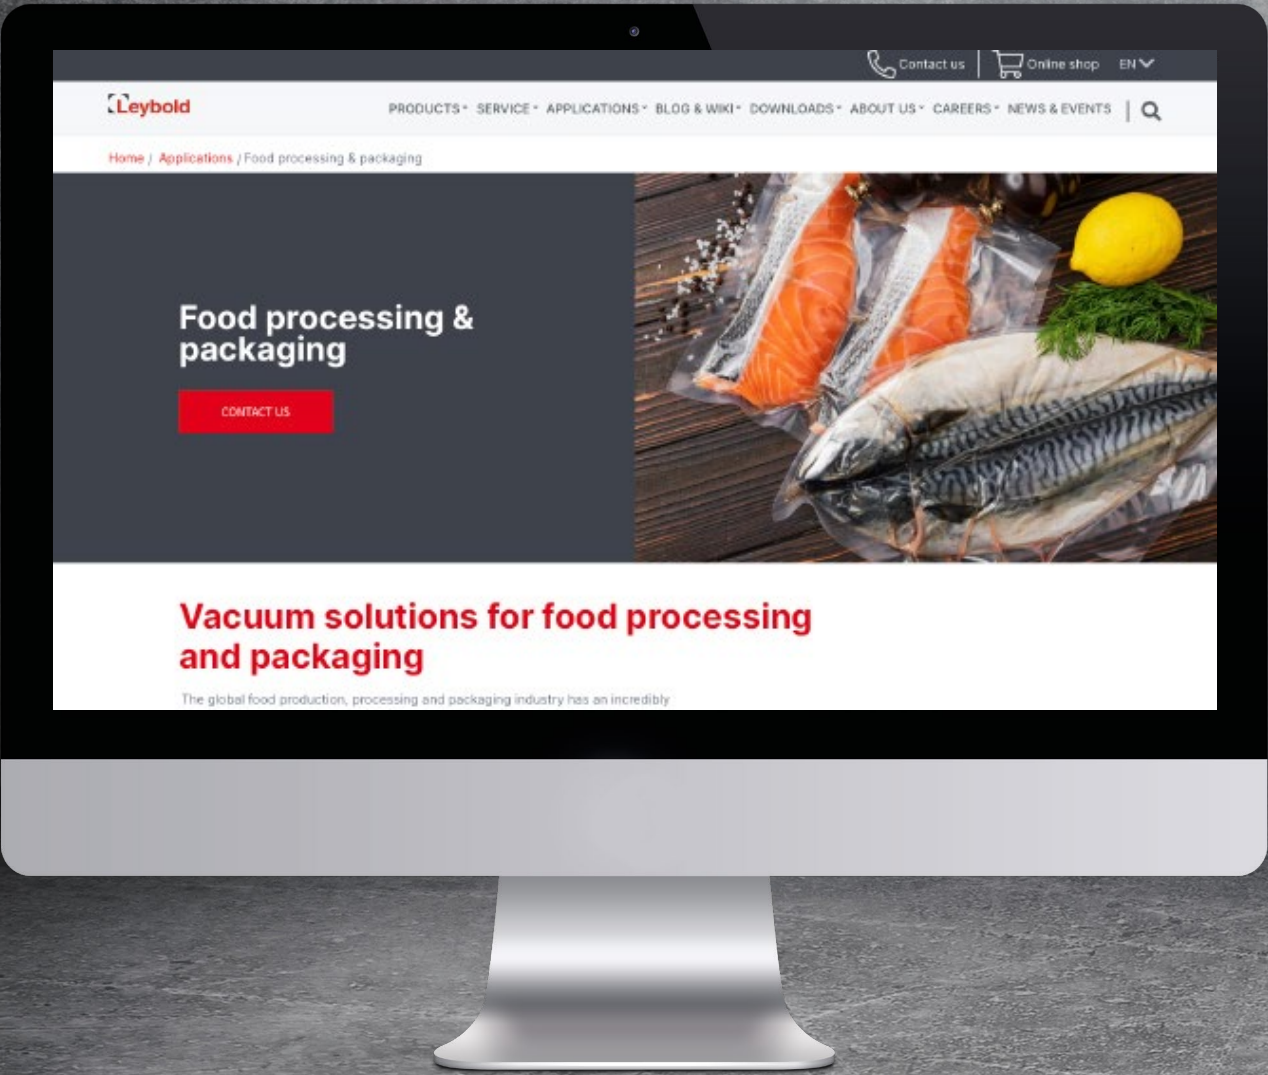 Contact us
Online shop
EN
Leybold
PRODUCTS SERVICE APPLICATIONS BLOG & WIKI DOWNLOADS ABOUT US CAREERS NEWS & EVENTS
Home / Applications / Food processing & packaging
Food processing &
packaging
CONTACT US
Vacuum solutions for food processing
and packaging
The global food production, processing and packaging industry has an incredibly